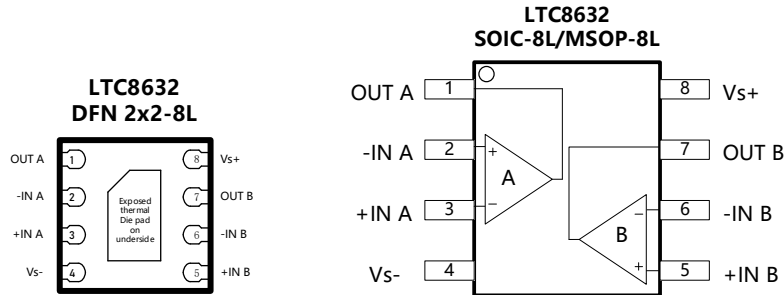 LTC8632
DFN 2x2-8L
OUT A 1
-IN A 2
+IN A 3
Vs- 4
Exposed
thermal
Die pad
on
underside
8 Vs+
7 OUT B
6 -IN B
5 +IN B
LTC8632
SOIC-8L/MSOP-8L
OUT A 1
-IN A 2
+IN A 3
Vs- 4
+
A
−
−
B
+
8 Vs+
7 OUT B
6 -IN B
5 +IN B